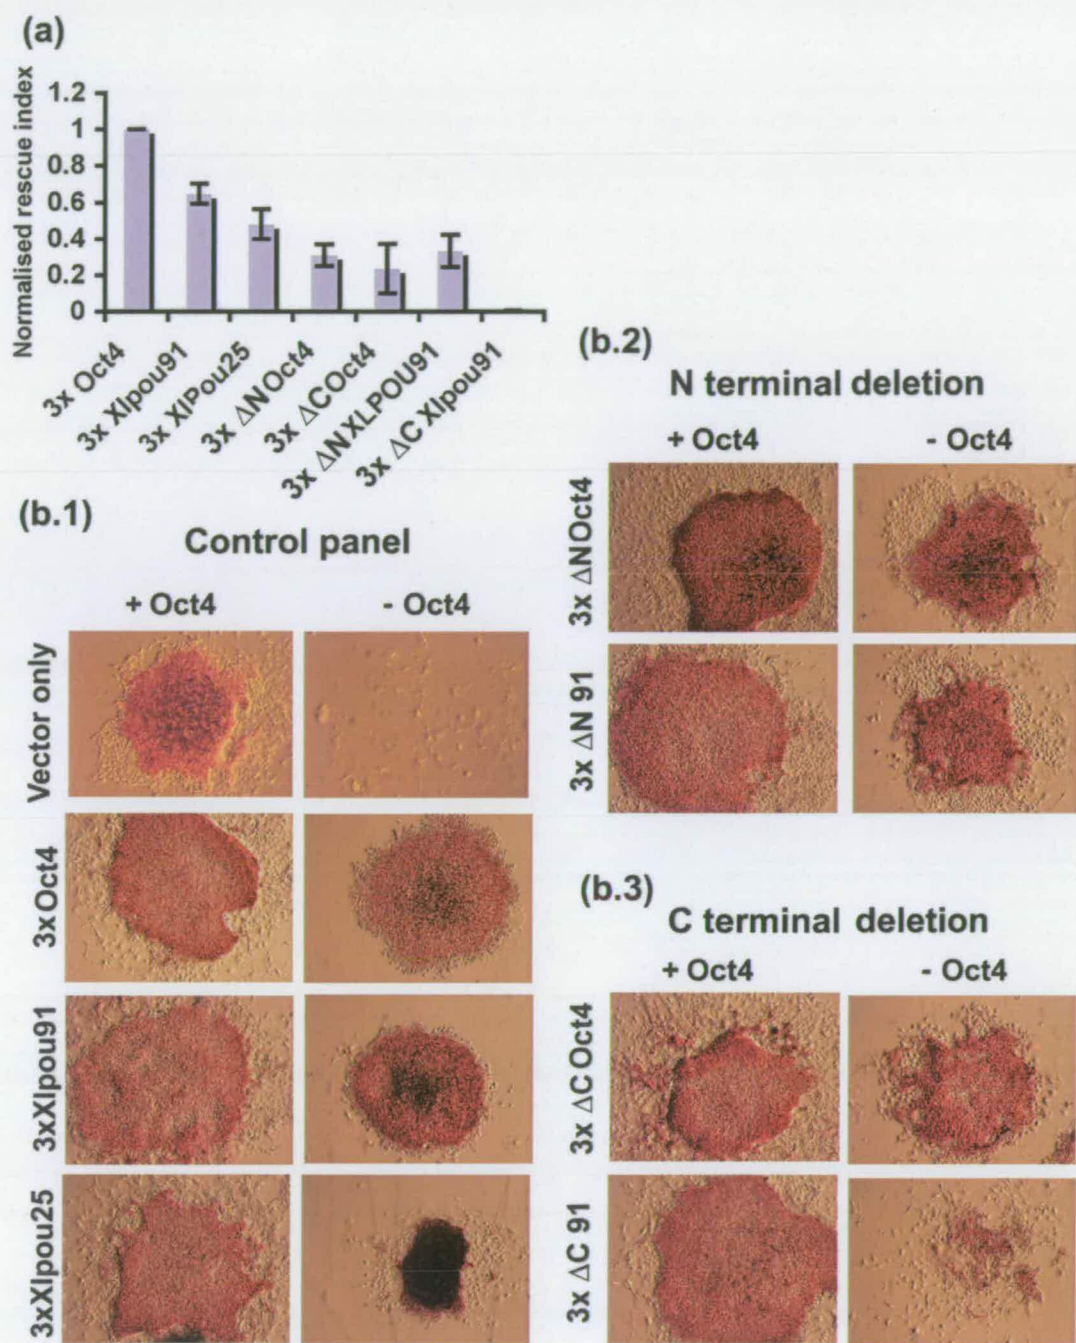 (a)
Normalised rescue index
1.2
1
0.8
0.6
0.4
0.2
0
3x Oct4
3x Xlpou91
3x XlPou25
3x ΔNOct4
3x ΔCOct4
3x ΔNXLPOU91
3x ΔC Xlpou91
(b.1)
Control panel
+ Oct4
- Oct4
Vector only
3xOct4
3xXlpou91
3xXlpou25
(b.2)
N terminal deletion
+ Oct4
- Oct4
3x ΔNOct4
3x ΔN 91
(b.3)
C terminal deletion
+ Oct4
- Oct4
3x ΔC Oct4
3x ΔC 91